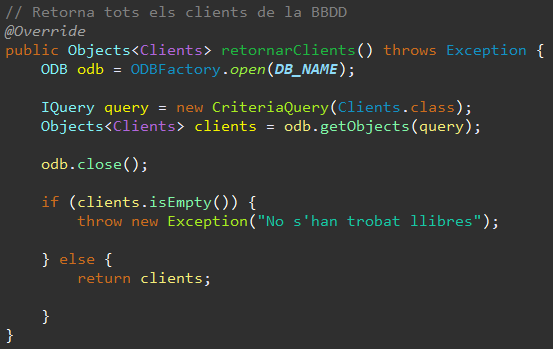 // Retorna tots els clients de la BBDD
@Override
public Objects<Clients> retornarClients() throws Exception {
    ODB odb = ODBFactory.open(DB_NAME);

    IQuery query = new CriteriaQuery(Clients.class);
    Objects<Clients> clients = odb.getObjects(query);

    odb.close();

    if (clients.isEmpty()) {
        throw new Exception("No s'han trobat llibres");

    } else {
        return clients;

    }
}